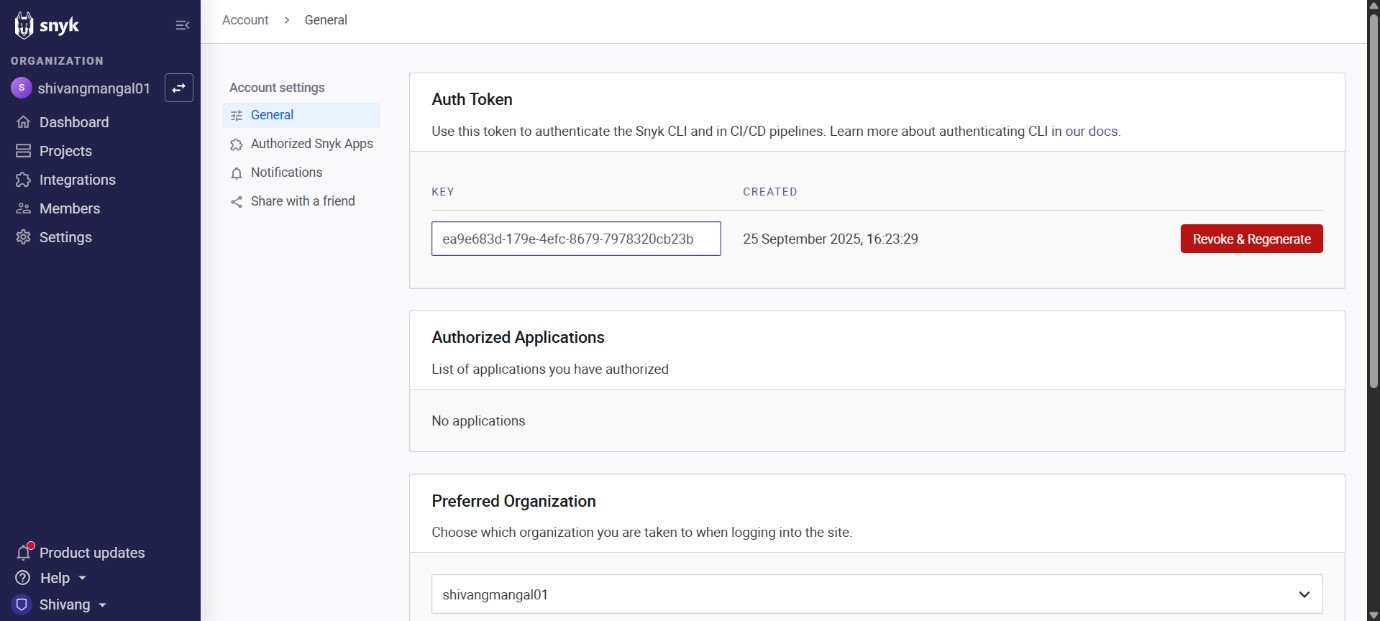 snyk
ORGANIZATION
S
shivangmangal01
Dashboard
Projects
Integrations
Members
Settings
Product updates
Help
Shivang
Account > General
Account settings
General
Authorized Snyk Apps
Notifications
Share with a friend
Auth Token
Use this token to authenticate the Snyk CLI and in CI/CD pipelines. Learn more about authenticating CLI in our docs.
KEY CREATED
ea9e683d-179e-4efc-8679-7978320cb23b 25 September 2025, 16:23:29 Revoke & Regenerate
Authorized Applications
List of applications you have authorized
No applications
Preferred Organization
Choose which organization you are taken to when logging into the site.
shivangmangal01